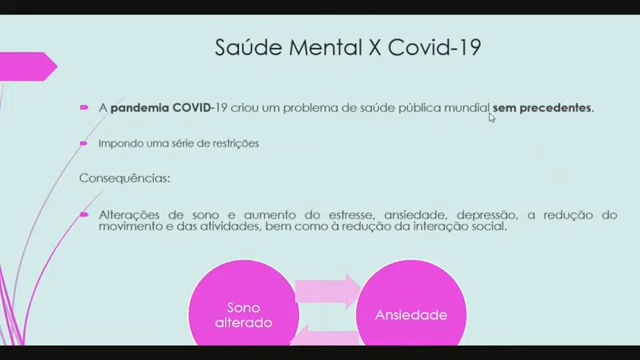 Saúde Mental X Covid-19
A pandemia COVID-19 criou um problema de saúde pública mundial sem precedentes.
Impondo uma série de restrições
Consequências:
Alterações de sono e aumento do estresse, ansiedade, depressão, a redução do
movimento e das atividades, bem como à redução da interação social.
Sono
alterado
Ansiedade